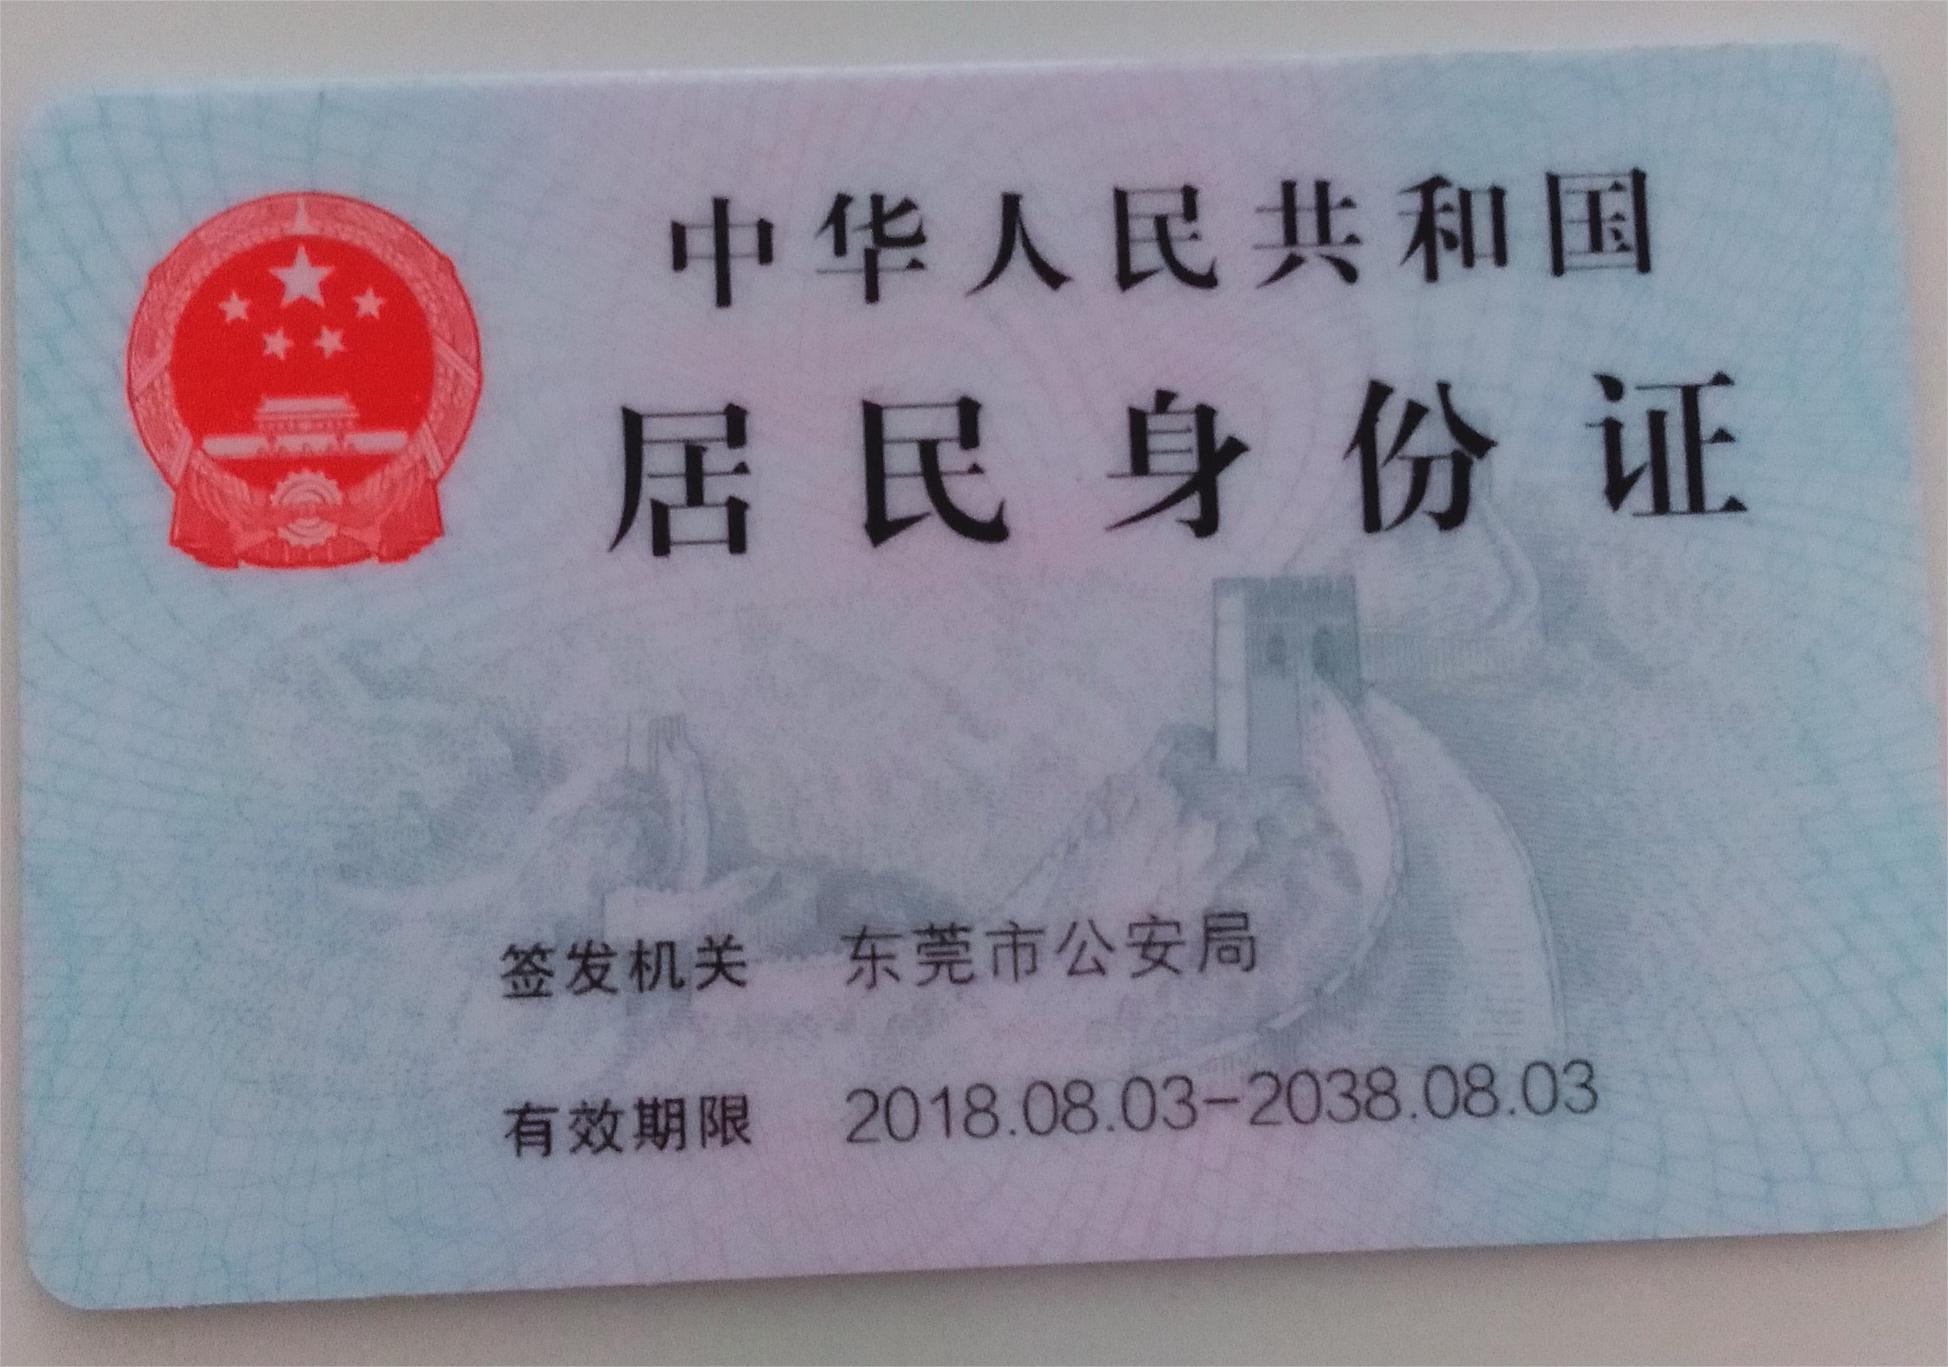 中华人民共和国
居民身份证
签发机关 东莞市公安局
有效期限 2018.08.03-2038.08.03